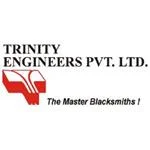 TRINITY
ENGINEERS PVT. LTD.
The Master Blacksmiths !